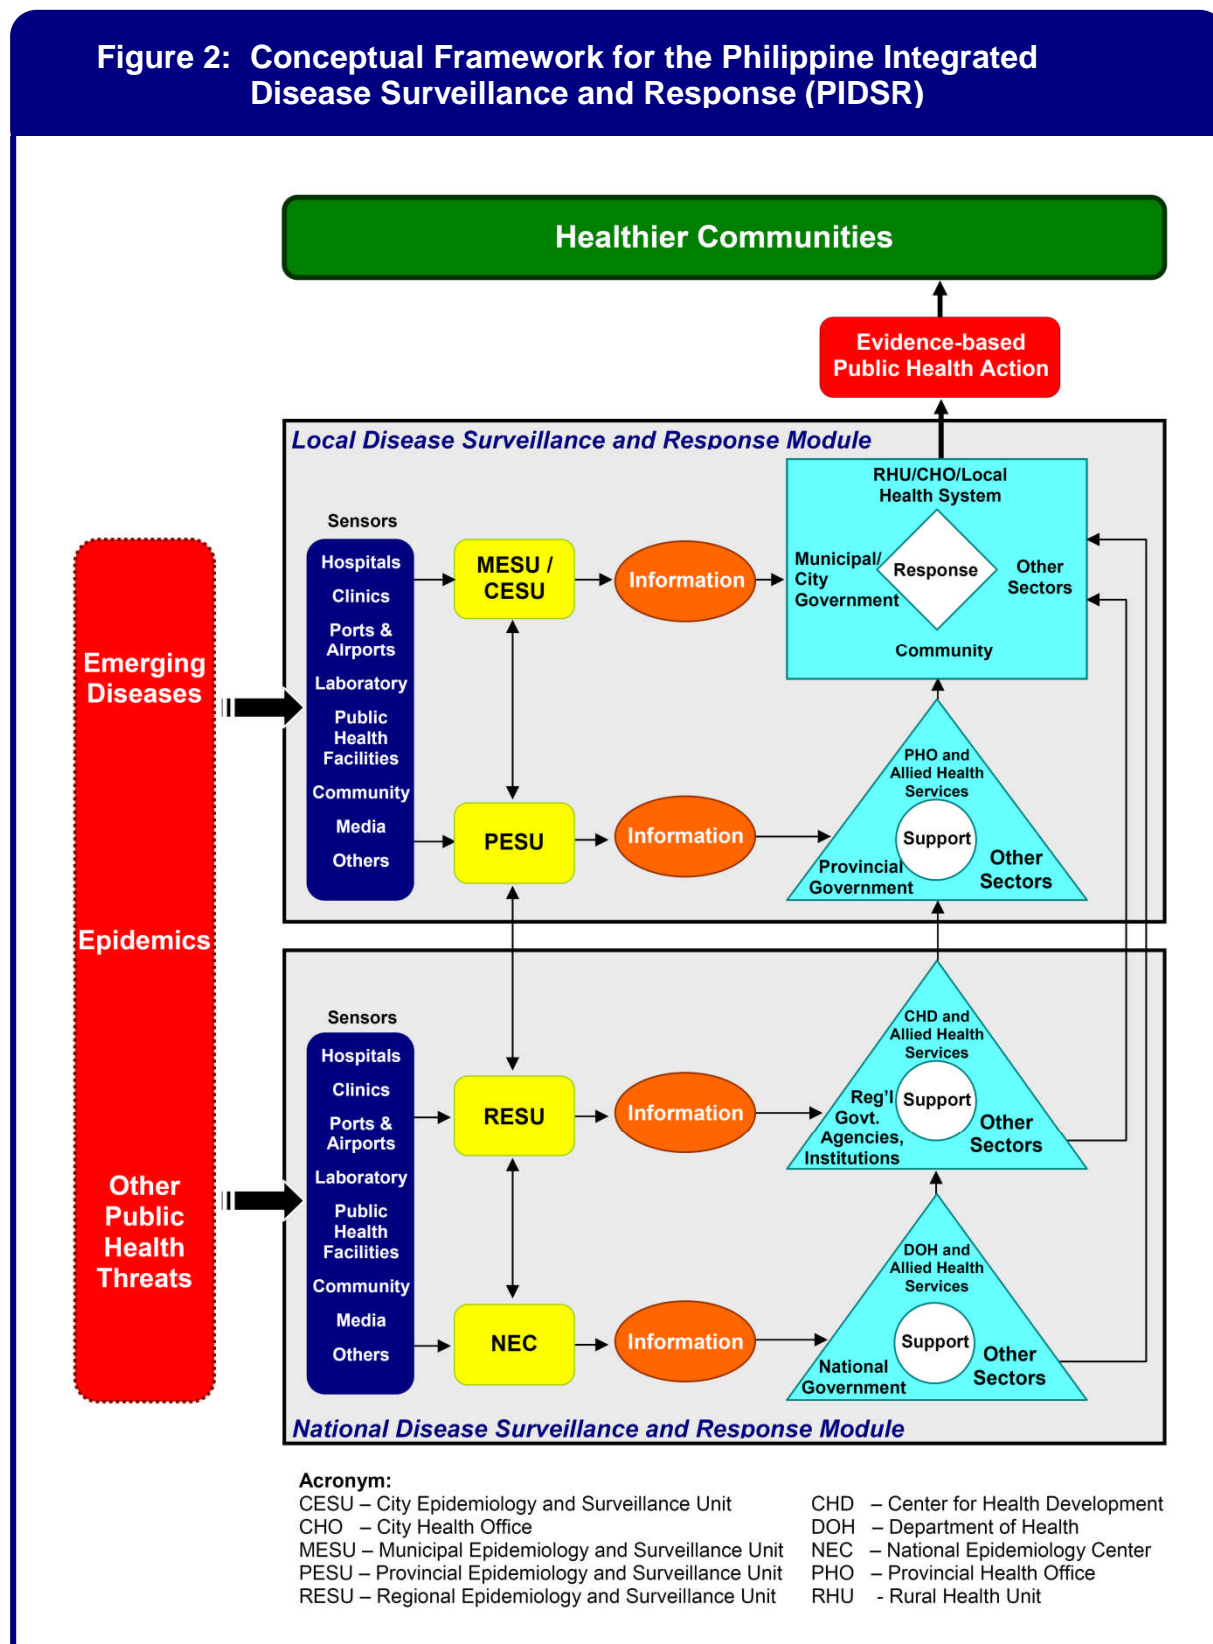 Figure 2: Conceptual Framework for the Philippine Integrated
Disease Surveillance and Response (PIDSR)
Healthier Communities
Evidence-based
Public Health Action
Local Disease Surveillance and Response Module
Emerging
Diseases
Epidemics
Other
Public
Health
Threats
Sensors
Hospitals
Clinics
Ports &
Airports
Laboratory
Public
Health
Facilities
Community
Media
Others
MESU /
CESU
Information
RHU/CHO/Local
Health System
Municipal/
City
Government
Response
Other
Sectors
Community
PESU
Information
PHO and
Allied Health
Services
Support
Provincial
Government
Other
Sectors
Sensors
Hospitals
Clinics
Ports &
Airports
Laboratory
Public
Health
Facilities
Community
Media
Others
RESU
Information
CHD and
Allied Health
Services
Support
Reg'l
Govt.
Agencies,
Institutions
Other
Sectors
NEC
Information
DOH and
Allied Health
Services
Support
National
Government
Other
Sectors
National Disease Surveillance and Response Module
Acronym:
CESU – City Epidemiology and Surveillance Unit
CHO – City Health Office
MESU – Municipal Epidemiology and Surveillance Unit
PESU – Provincial Epidemiology and Surveillance Unit
RESU – Regional Epidemiology and Surveillance Unit
CHD – Center for Health Development
DOH – Department of Health
NEC – National Epidemiology Center
PHO – Provincial Health Office
RHU - Rural Health Unit